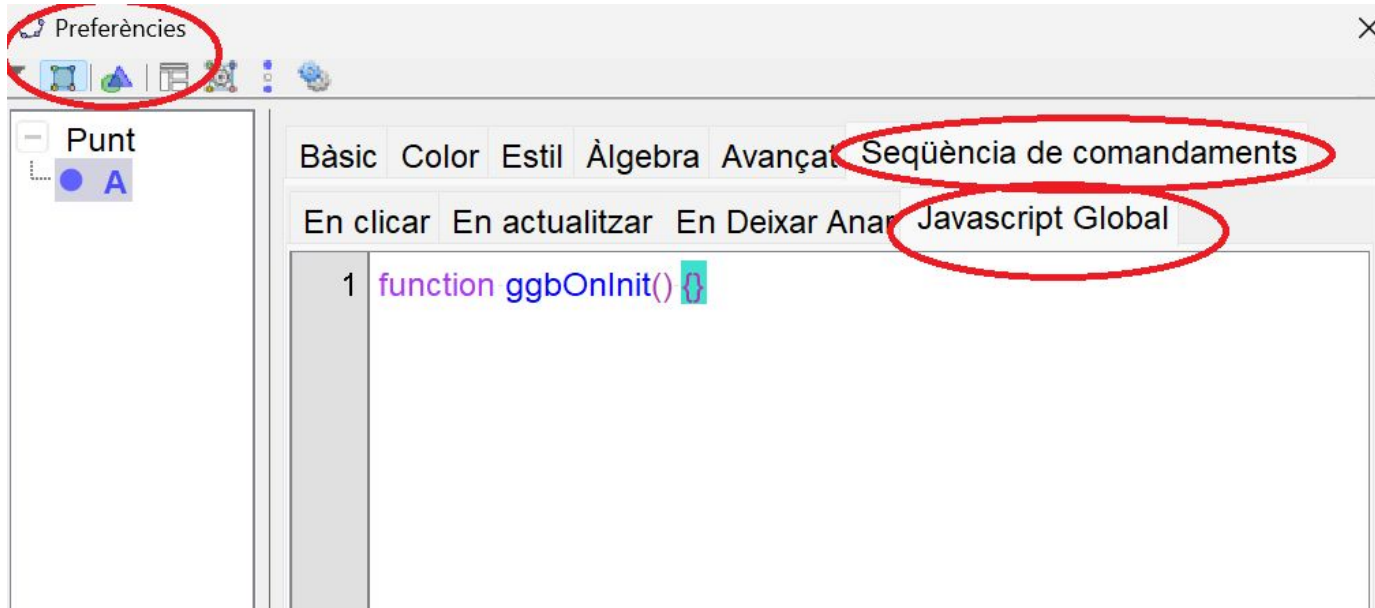 Preferències
Punt
A
Bàsic Color Estil Àlgebra Avançat Seqüència de comandaments
En clicar En actualitzar En Deixar Anar Javascript Global
1 function ggbOnInit() {}